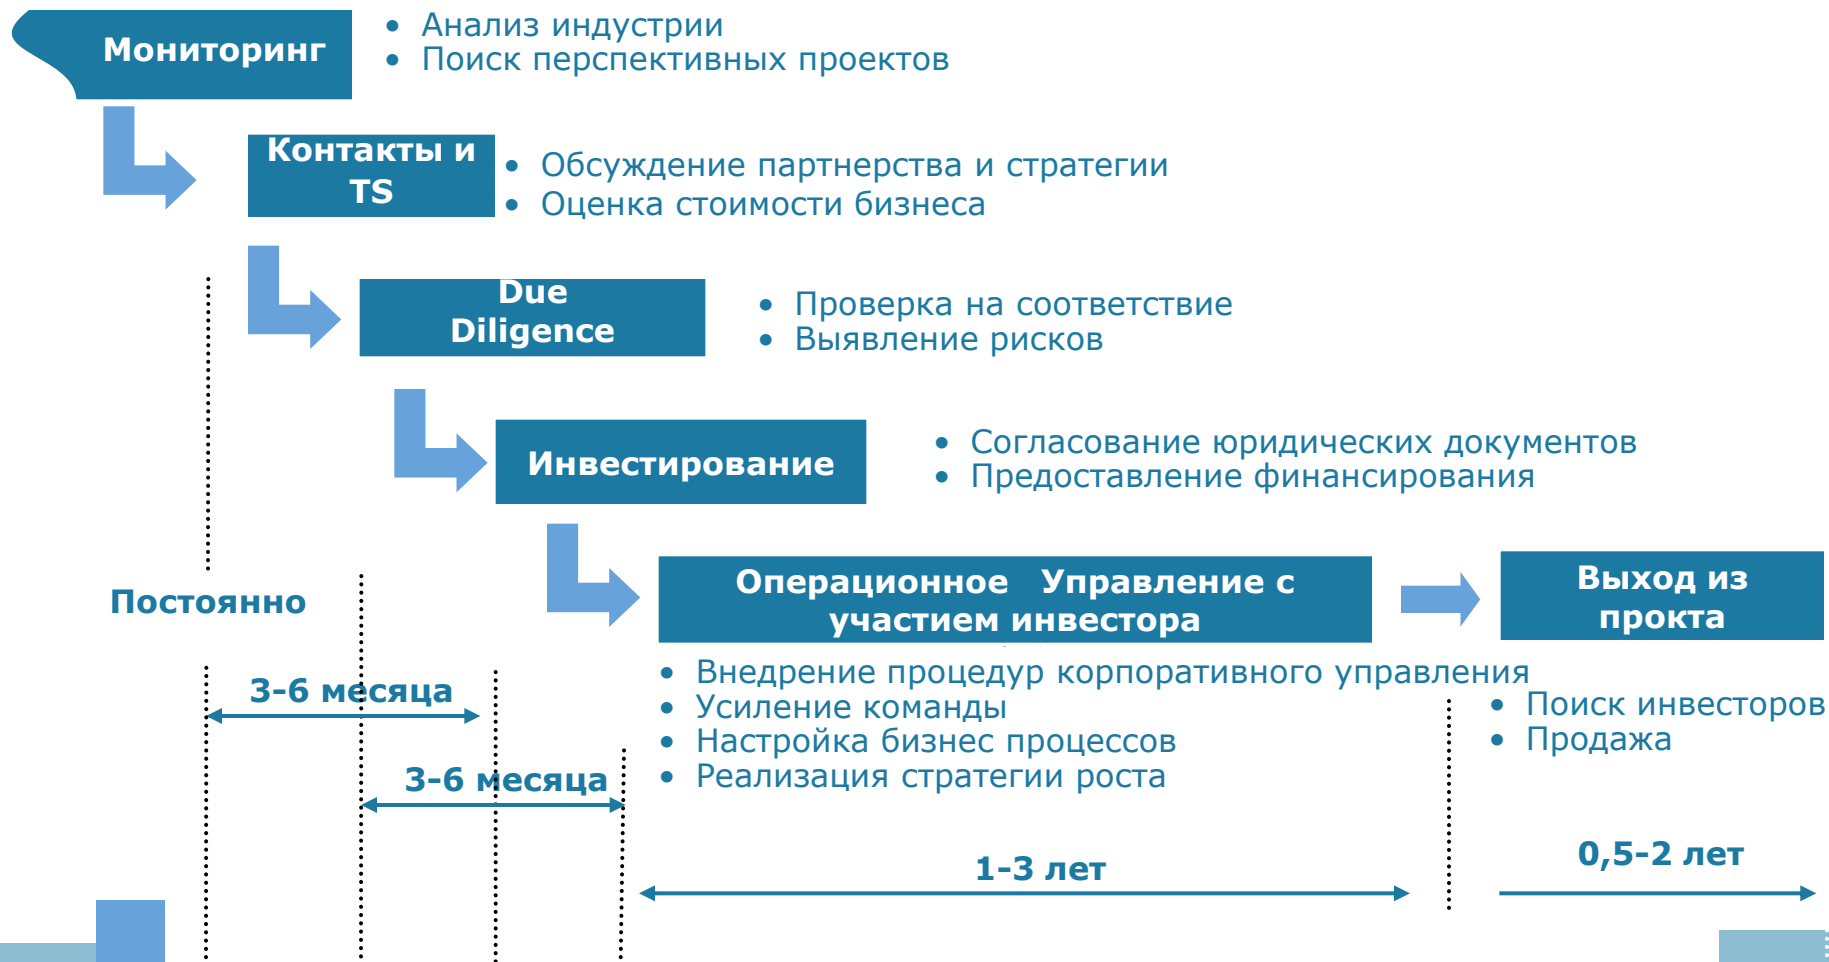 Мониторинг
• Анализ индустрии
• Поиск перспективных проектов
Контакты и
TS
• Обсуждение партнерства и стратегии
• Оценка стоимости бизнеса
Due
Diligence
• Проверка на соответствие
• Выявление рисков
Инвестирование
• Согласование юридических документов
• Предоставление финансирования
Операционное Управление с
участием инвестора
Выход из
прокта
Постоянно
• Внедрение процедур корпоративного управления
• Усиление команды
• Настройка бизнес процессов
• Реализация стратегии роста
• Поиск инвесторов
• Продажа
3–6 месяца
3–6 месяца
1–3 лет
0,5–2 лет